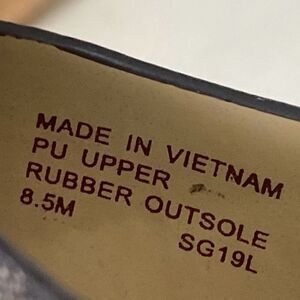 MADE IN VIETNAM
PU UPPER
RUBBER OUTSOLE
8.5M SG19L